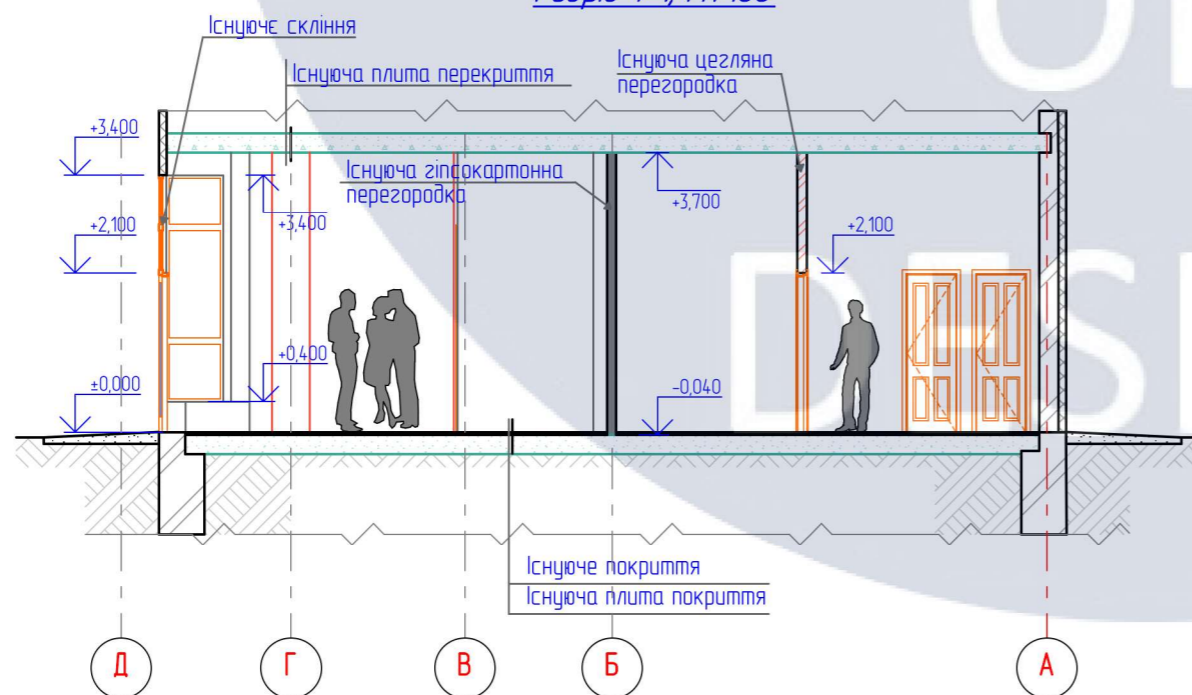 Існуючє скління
Існуюча плита перекриття
Існуюча цегляна
перегородка
+3,400
Існуюча гіпсокартонна
перегородка
+3,400
+3,700
+2,100
+2,100
+0,400
±0,000
-0,040
Існуюче покриття
Існуюча плита покриття
Д
Г
В
Б
А